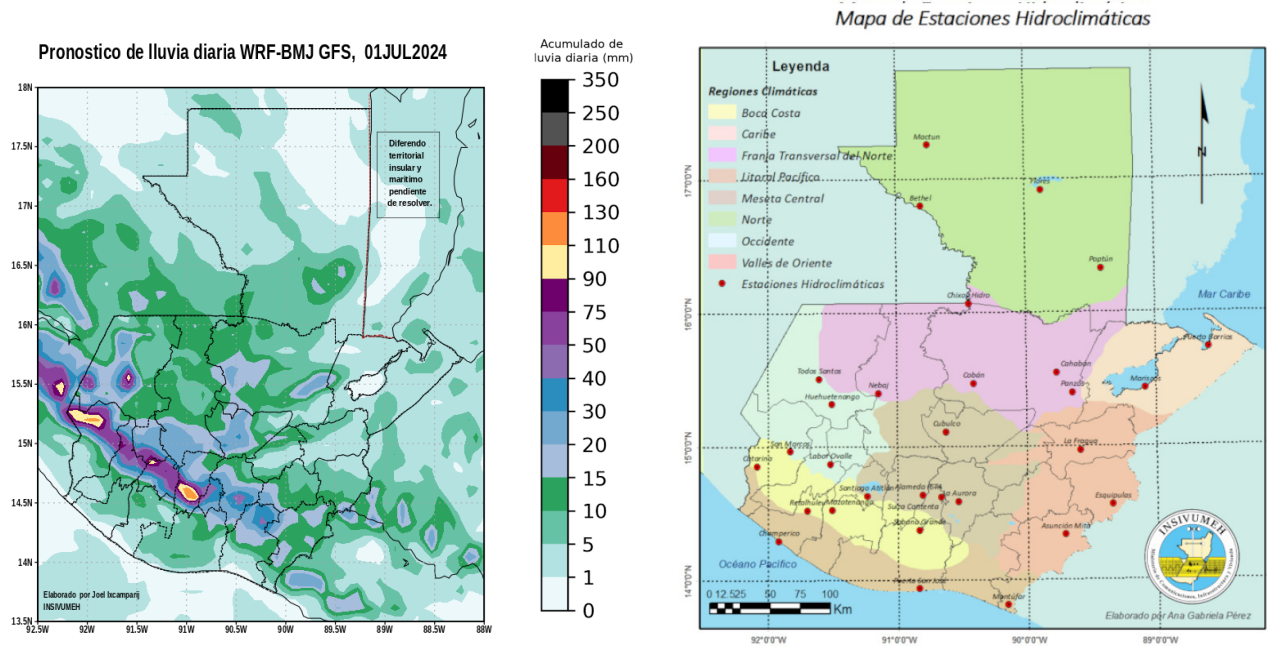 Pronostico de lluvia diaria WRF-BMJ GFS, 01JUL2024
Acumulado de
lluvia diaria (mm)
350
250
200
160
130
110
90
75
50
40
30
20
15
10
5
1
0
18N
17.5N
17N
16.5N
16N
15.5N
15N
14.5N
14N
13.5N
92.5W
92W
91.5W
91W
90.5W
90W
89.5W
89W
88.5W
88W
Diferendo
territorial
insular y
marítimo
pendiente
de resolver.
Elaborado por Joel Ixcamparij
INSIVUMEH
Mapa de Estaciones Hidroclimáticas
Leyenda
Regiones Climáticas
Boca Costa
Caribe
Franja Transversal del Norte
Litoral Pacífico
Meseta Central
Norte
Occidente
Valles de Oriente
Estaciones Hidroclimáticas
N
Mactun
Flores
Bethel
Poptún
Chixoy Hidro
Mar Caribe
Puerto Barrios
Mariscos
Cahabón
Panzós
Cobán
Todos Santos
Nebaj
Huehuetenango
Cubulco
La Fragua
San Marcos
Catarina
Labor Ovalle
Santiago Atitlán
Alameda ICTA
La Aurora
Suiza Contenta
Retalhuleu
Mazatenango
Sabana Grande
Esquipulas
Asunción Mita
Champerico
Océano Pacífico
Puerto San José
Montúfar
17°0'0"N
16°0'0"N
15°0'0"N
14°0'0"N
0 12.525 50 75 100
Km
INSIVUMEH
Elaborado por Ana Gabriela Pérez
92°0'0"W
91°0'0"W
90°0'0"W
89°0'0"W